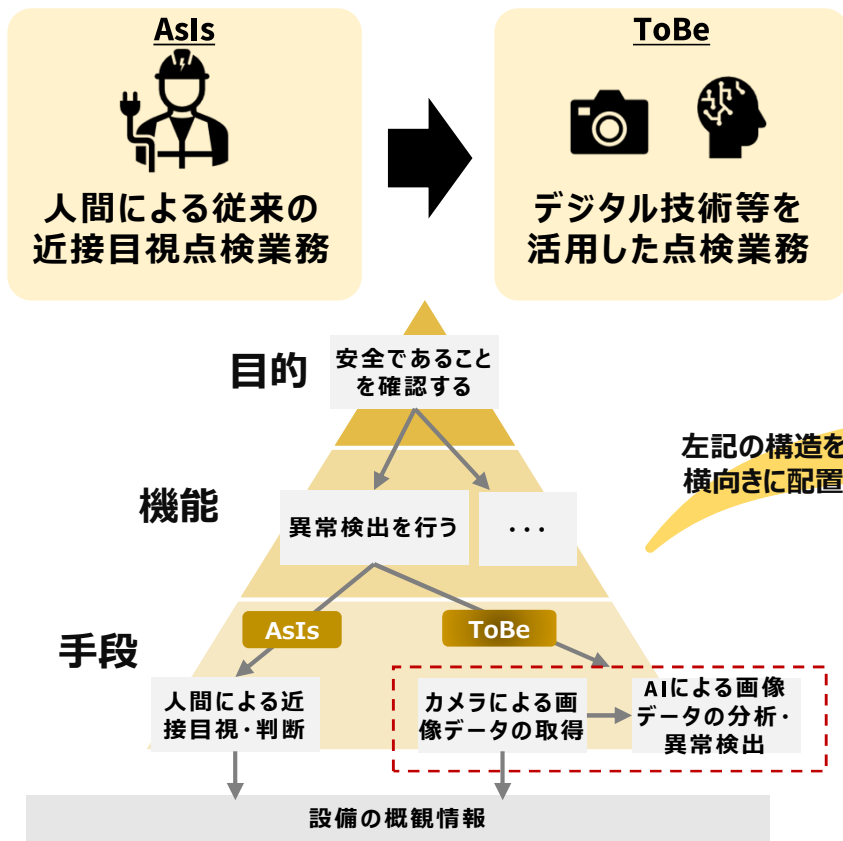 AsIs
人間による従来の
近接目視点検業務
ToBe
デジタル技術等を
活用した点検業務
目的
安全であること
を確認する
左記の構造を
横向きに配置
機能
異常検出を行う
・・・
手段
AsIs
ToBe
人間による近
接目視・判断
カメラによる画
像データの取得
AIによる画像
データの分析・
異常検出
設備の概観情報